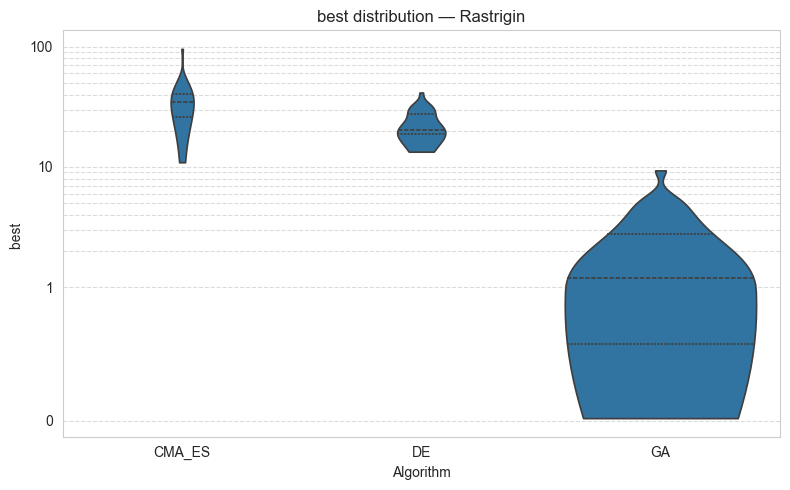 best distribution — Rastrigin
100
10
1
0
best
CMA_ES
DE
GA
Algorithm